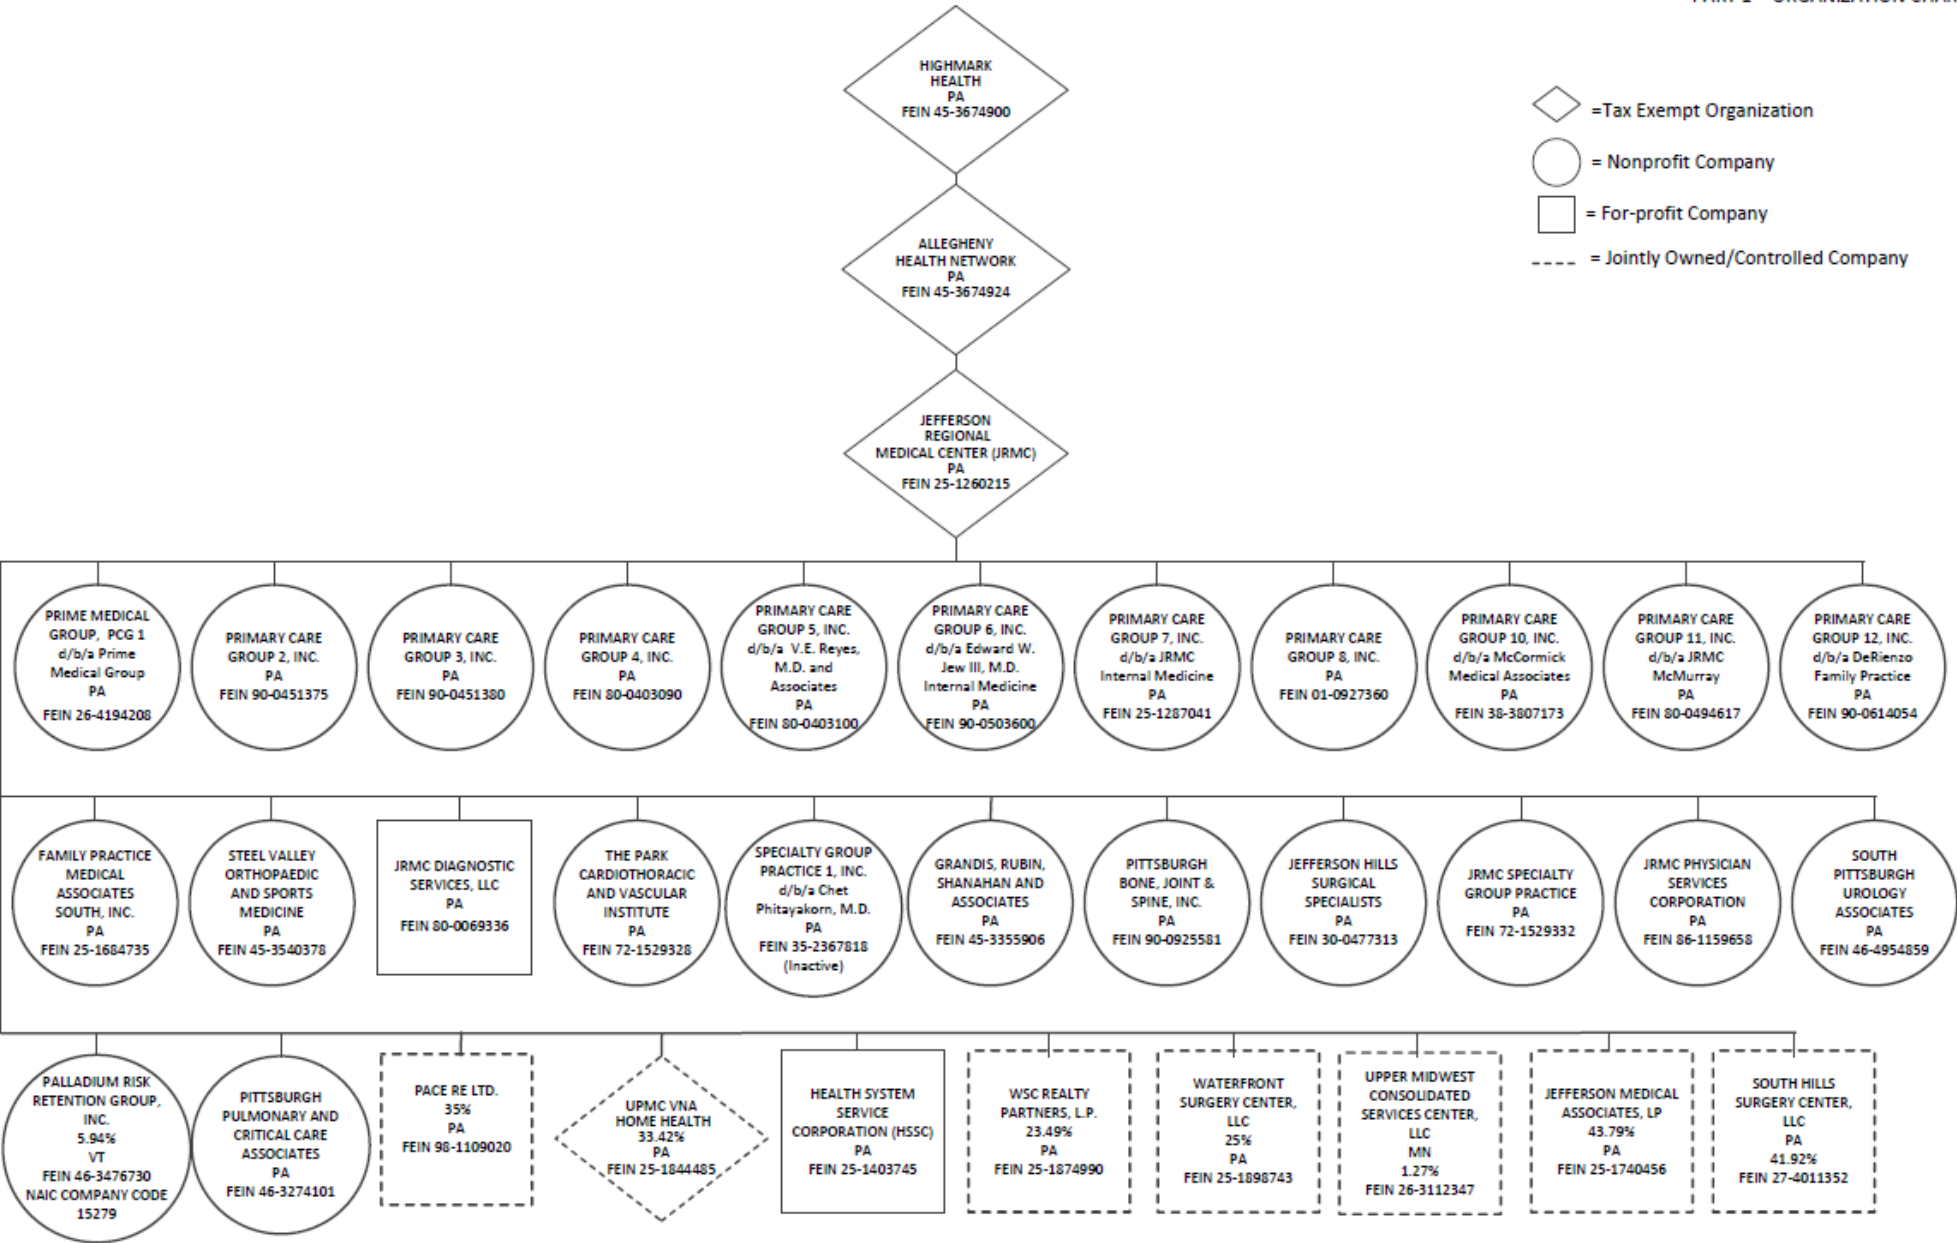 PART 1 - ORGANIZATION CHAR
HIGHMARK
HEALTH
PA
FEIN 45-3674900
=Tax Exempt Organization
= Nonprofit Company
= For-profit Company
= Jointly Owned/Controlled Company
ALLEGHENY
HEALTH NETWORK
PA
FEIN 45-3674924
JEFFERSON
REGIONAL
MEDICAL CENTER (JRMC)
PA
FEIN 25-1260215
PRIME MEDICAL
GROUP, PCG 1
d/b/a Prime
Medical Group
PA
FEIN 26-4194208
PRIMARY CARE
GROUP 2, INC.
PA
FEIN 90-0451375
PRIMARY CARE
GROUP 3, INC.
PA
FEIN 90-0451380
PRIMARY CARE
GROUP 4, INC.
PA
FEIN 80-0403090
PRIMARY CARE
GROUP 5, INC.
d/b/a V.E. Reyes,
M.D. and
Associates
PA
FEIN 80-0403100
PRIMARY CARE
GROUP 6, INC.
d/b/a Edward W.
Jew III, M.D.
Internal Medicine
PA
FEIN 90-0503600
PRIMARY CARE
GROUP 7, INC.
d/b/a JRMC
Internal Medicine
PA
FEIN 25-1287041
PRIMARY CARE
GROUP 8, INC.
PA
FEIN 01-0927360
PRIMARY CARE
GROUP 10, INC.
d/b/a McCormick
Medical Associates
PA
FEIN 38-3807173
PRIMARY CARE
GROUP 11, INC.
d/b/a JRMC
McMurray
PA
FEIN 80-0494617
PRIMARY CARE
GROUP 12, INC.
d/b/a DeRienzo
Family Practice
PA
FEIN 90-0614054
FAMILY PRACTICE
MEDICAL
ASSOCIATES
SOUTH, INC.
PA
FEIN 25-1684735
STEEL VALLEY
ORTHOPAEDIC
AND SPORTS
MEDICINE
PA
FEIN 45-3540378
JRMC DIAGNOSTIC
SERVICES, LLC
PA
FEIN 80-0069336
THE PARK
CARDIOTHORACIC
AND VASCULAR
INSTITUTE
PA
FEIN 72-1529328
SPECIALTY GROUP
PRACTICE 1, INC.
d/b/a Chet
Phitayakorn, M.D.
PA
FEIN 35-2367818
(Inactive)
GRANDIS, RUBIN,
SHANAHAN AND
ASSOCIATES
PA
FEIN 45-3355906
PITTSBURGH
BONE, JOINT &
SPINE, INC.
PA
FEIN 90-0925581
JEFFERSON HILLS
SURGICAL
SPECIALISTS
PA
FEIN 30-0477313
JRMC SPECIALTY
GROUP PRACTICE
PA
FEIN 72-1529332
JRMC PHYSICIAN
SERVICES
CORPORATION
PA
FEIN 86-1159658
SOUTH
PITTSBURGH
UROLOGY
ASSOCIATES
PA
FEIN 46-4954859
PALLADIUM RISK
RETENTION GROUP,
INC.
5.94%
VT
FEIN 46-3476730
NAIC COMPANY CODE
15279
PITTSBURGH
PULMONARY AND
CRITICAL CARE
ASSOCIATES
PA
FEIN 46-3274101
PACE RE LTD.
35%
PA
FEIN 98-1109020
UPMC VNA
HOME HEALTH
33.42%
PA
FEIN 25-1844485
HEALTH SYSTEM
SERVICE
CORPORATION (HSSC)
PA
FEIN 25-1403745
WSC REALTY
PARTNERS, L.P.
23.49%
PA
FEIN 25-1874990
WATERFRONT
SURGERY CENTER,
LLC
25%
PA
FEIN 25-1898743
UPPER MIDWEST
CONSOLIDATED
SERVICES CENTER,
LLC
MN
1.27%
FEIN 26-3112347
JEFFERSON MEDICAL
ASSOCIATES, LP
43.79%
PA
FEIN 25-1740456
SOUTH HILLS
SURGERY CENTER,
LLC
PA
41.92%
FEIN 27-4011352